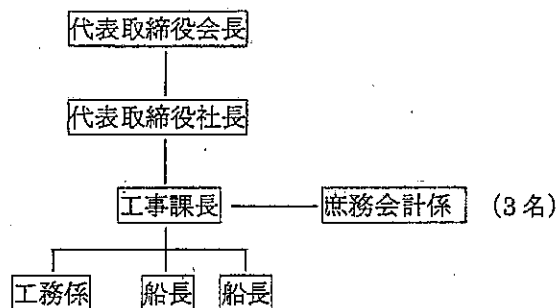 代表取締役会長
代表取締役社長
工事課長 庶務会計係 (3名)
工務係 船長 船長